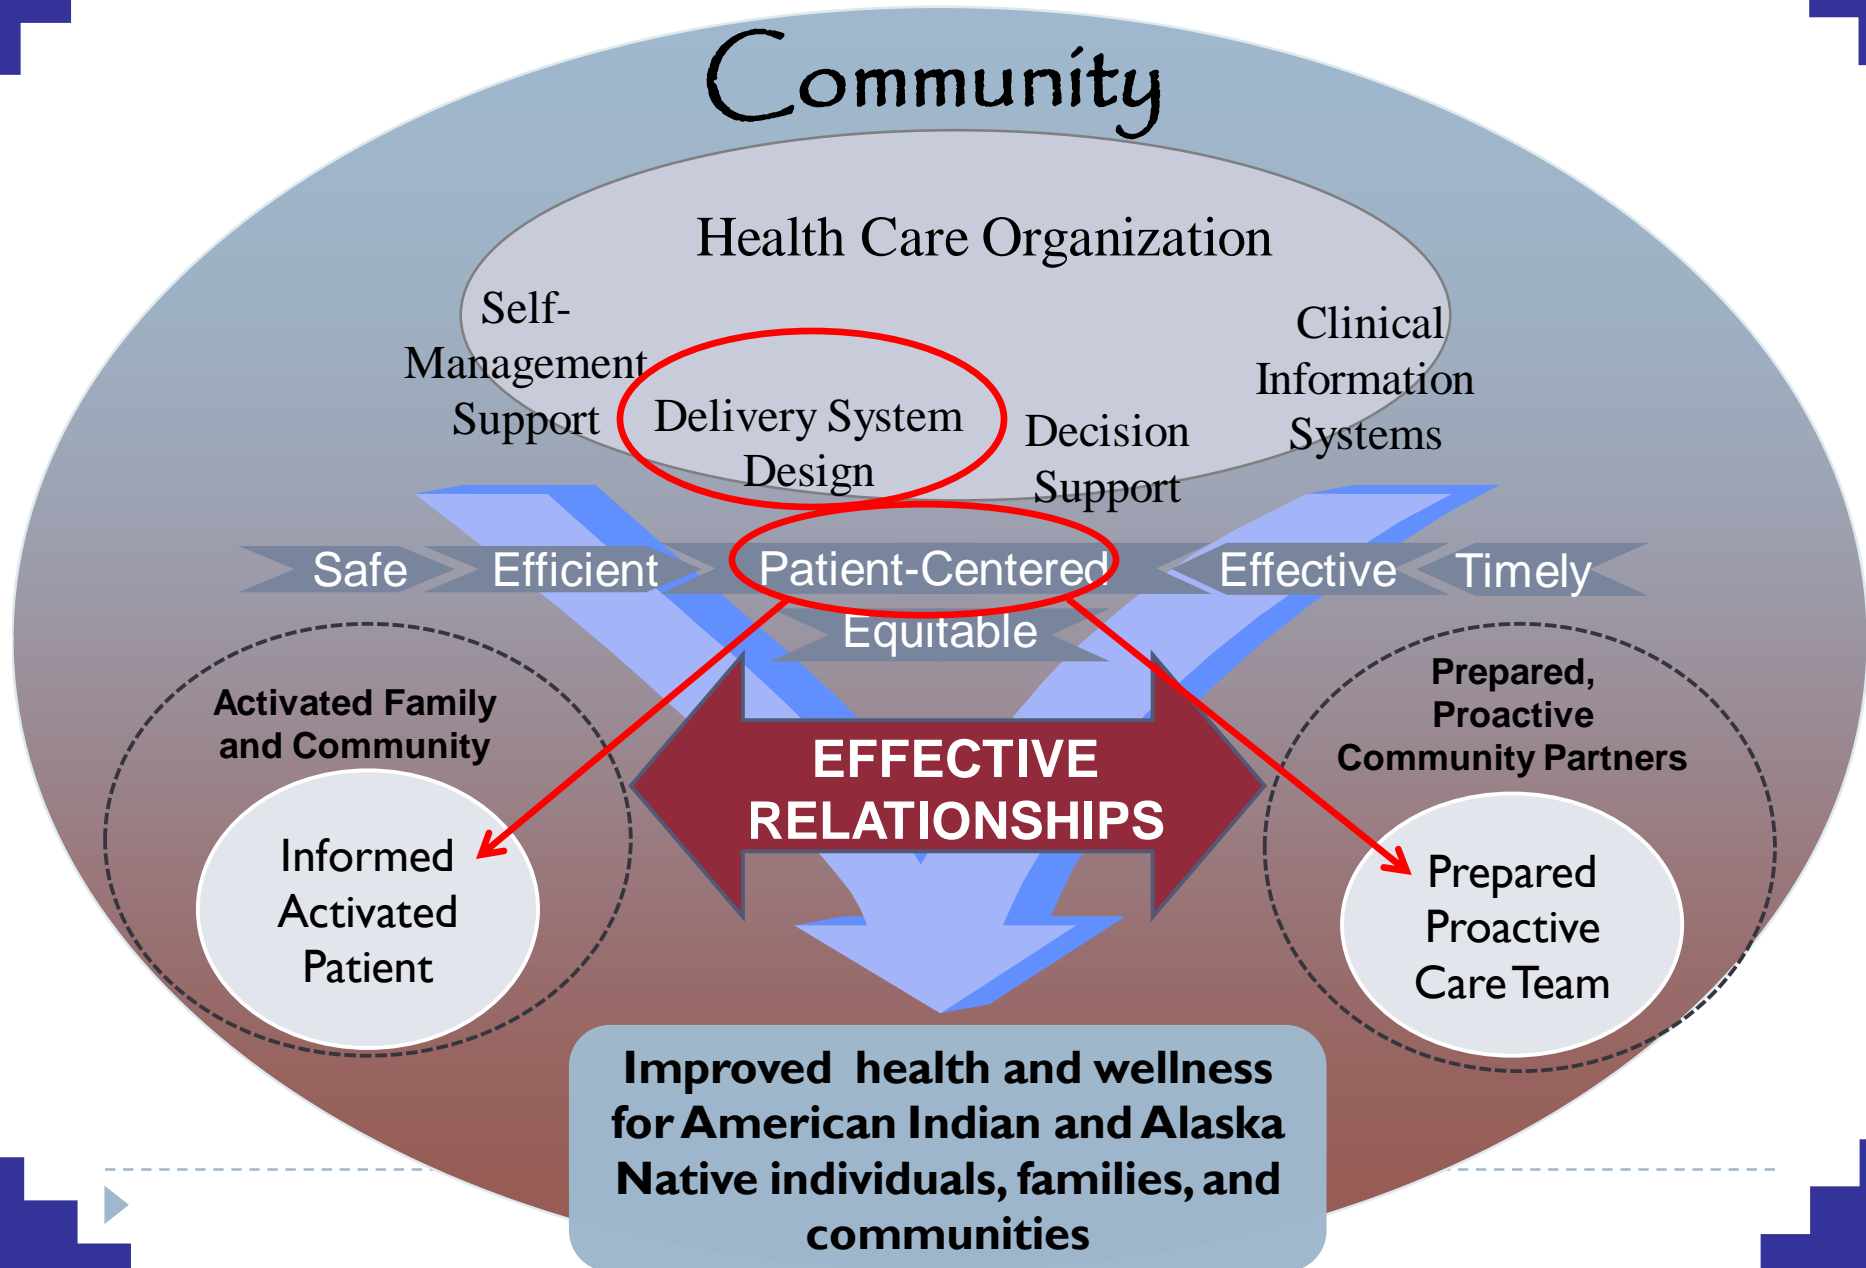 Community
Health Care Organization
Self-
Management
Support
Delivery System
Design
Decision
Support
Clinical
Information
Systems
Safe
Efficient
Patient-Centered
Effective
Timely
Equitable
Activated Family
and Community
Informed
Activated
Patient
EFFECTIVE
RELATIONSHIPS
Prepared,
Proactive
Community Partners
Prepared
Proactive
Care Team
Improved health and wellness
for American Indian and Alaska
Native individuals, families, and
communities